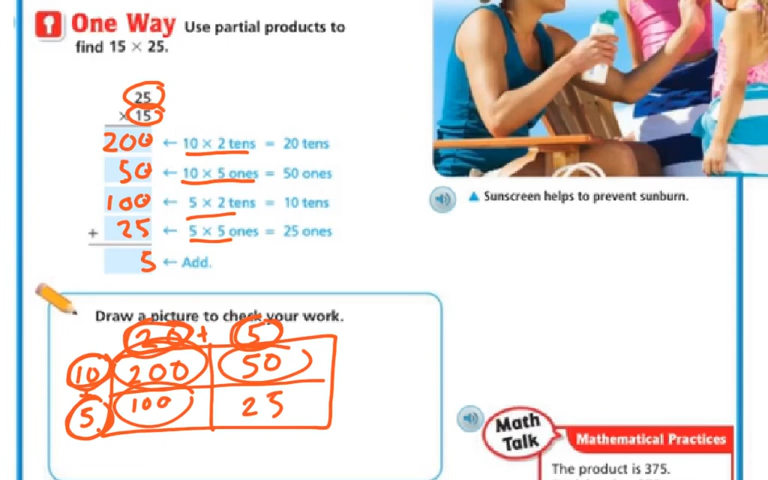 One Way Use partial products to
find 15 × 25.
25
×15
200 ← 10 × 2 tens = 20 tens
50 ← 10 × 5 ones = 50 ones
100 ← 5 × 2 tens = 10 tens
+ 25 ← 5 × 5 ones = 25 ones
5 ← Add.
▲ Sunscreen helps to prevent sunburn.
Draw a picture to check your work.
20 + 5
10 200 50
5 100 25
Math
Talk
Mathematical Practices
The product is 375.